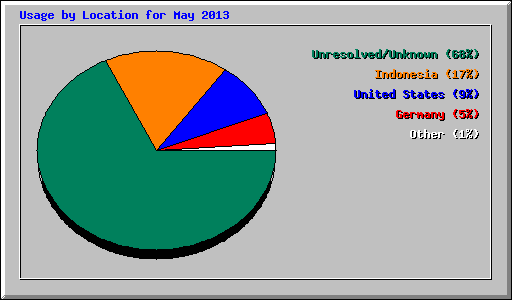 Usage by Location for May 2013
Unresolved/Unknown (68%)
Indonesia (17%)
United States (9%)
Germany (5%)
Other (1%)